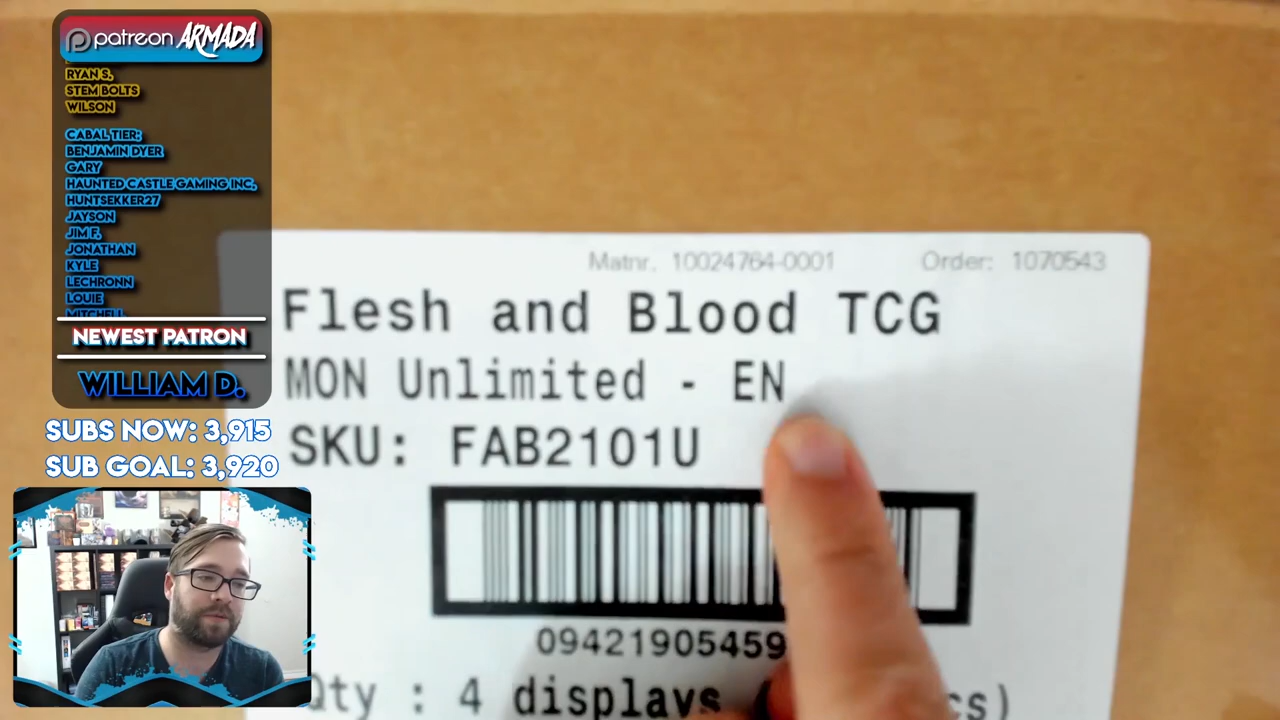 patreon ARMADA
RYAN S.
STEM BOLTS
WILSON
CABAL TIER:
BENJAMIN DYER
GARY
HAUNTED CASTLE GAMING INC.
HUNTSEKKER27
JAYSON
JIM F.
JONATHAN
KYLE
LECHRONN
LOUIE
MITCHELL
NEWEST PATRON
WILLIAM D.
SUBS NOW: 3,915
SUB GOAL: 3,920
Matnr. 10024764-0001 Order: 1070543
Flesh and Blood TCG
MON Unlimited - EN
SKU: FAB2101U
09421905459
Qty : 4 displays